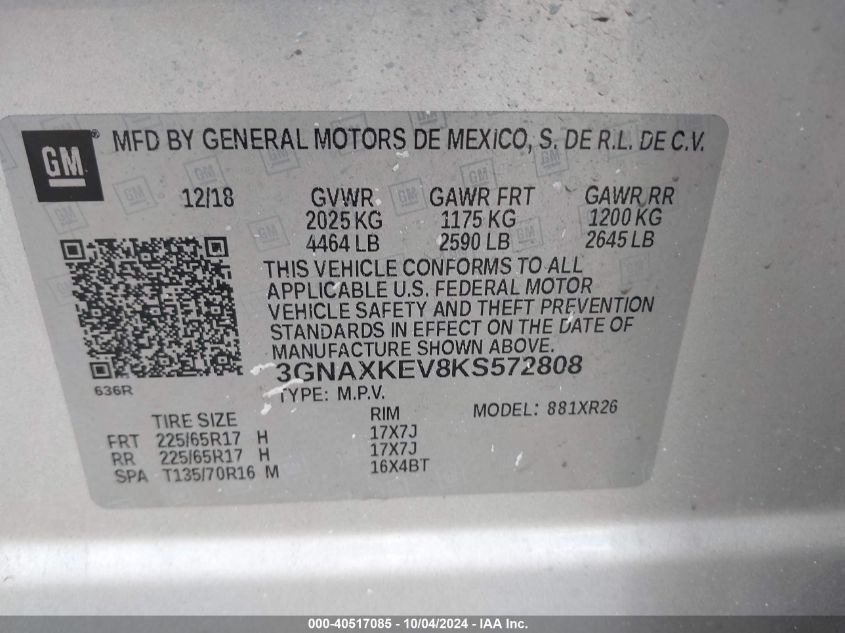 GM ® MFD BY GENERAL MOTORS DE MEXICO, S. DE R.L. DE C.V.
12/18 GVWR GAWR FRT GAWR RR
2025 KG 1175 KG 1200 KG
4464 LB 2590 LB 2645 LB
THIS VEHICLE CONFORMS TO ALL
APPLICABLE U.S. FEDERAL MOTOR
VEHICLE SAFETY AND THEFT PREVENTION
STANDARDS IN EFFECT ON THE DATE OF
MANUFACTURE SHOWN ABOVE.
3GNAXKEV8KS572808
636R TYPE: M.P.V.
TIRE SIZE RIM MODEL: 881XR26
FRT 225/65R17 H 17X7J
RR 225/65R17 H 17X7J
SPA T135/70R16 M 16X4BT
000-40517085 - 10/04/2024 - IAA Inc.